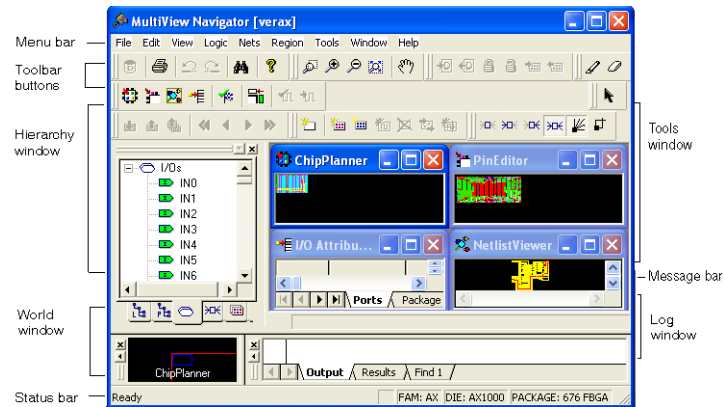 MultiView Navigator [verax]
Menu bar
File Edit View Logic Nets Region Tools Window Help
Toolbar
buttons
Hierarchy
window
Tools
window
I/Os
IN0
IN1
IN2
IN3
IN4
IN5
IN6
ChipPlanner
PinEditor
I/O Attribu...
NetlistViewer
Ports Package
Message bar
World
window
Log
window
ChipPlanner
Output Results Find 1
Status bar
Ready
FAM: AX DIE: AX1000 PACKAGE: 676 FBGA